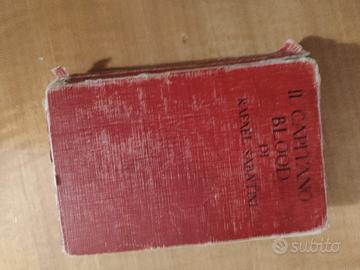 IL CAPITANO
BLOOD
DI
RAFAEL SABATINI
subito